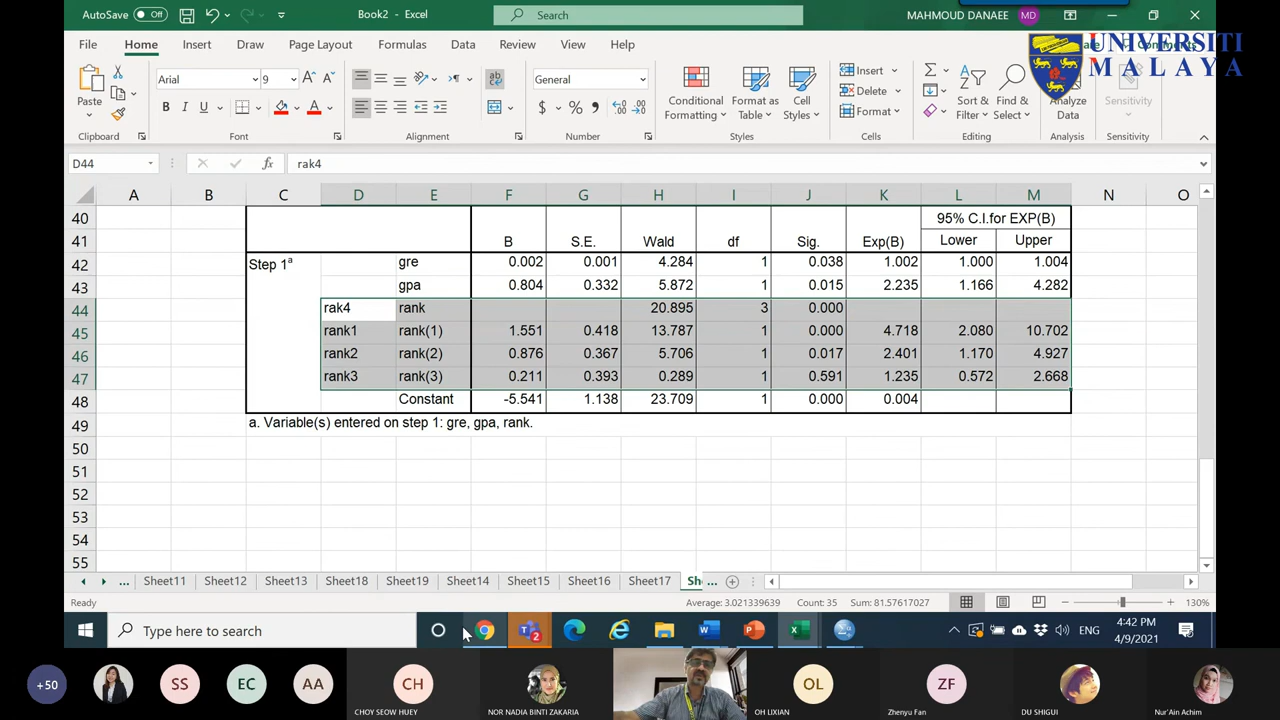 AutoSave Off Book2 - Excel Search MAHMOUD DANAEE MD
File Home Insert Draw Page Layout Formulas Data Review View Help
UNIVERSITI
MALAYA
Arial 9 General
Paste Conditional Formatting Format as Table Cell Styles Insert Delete Format Sort & Filter Find & Select Analyze Data Sensitivity
Clipboard Font Alignment Number Styles Cells Editing Analysis Sensitivity
D44 fx rak4
A B C D E F G H I J K L M N O
40 95% C.I.for EXP(B)
41 B S.E. Wald df Sig. Exp(B) Lower Upper
42 Step 1a gre 0.002 0.001 4.284 1 0.038 1.002 1.000 1.004
43 gpa 0.804 0.332 5.872 1 0.015 2.235 1.166 4.282
44 rak4 rank 20.895 3 0.000
45 rank1 rank(1) 1.551 0.418 13.787 1 0.000 4.718 2.080 10.702
46 rank2 rank(2) 0.876 0.367 5.706 1 0.017 2.401 1.170 4.927
47 rank3 rank(3) 0.211 0.393 0.289 1 0.591 1.235 0.572 2.668
48 Constant -5.541 1.138 23.709 1 0.000 0.004
49 a. Variable(s) entered on step 1: gre, gpa, rank.
50
51
52
53
54
55
... Sheet11 Sheet12 Sheet13 Sheet18 Sheet19 Sheet14 Sheet15 Sheet16 Sheet17 Sh ...
Ready Average: 3.021339639 Count: 35 Sum: 81.57617027 130%
Type here to search 2 ENG 4:42 PM
4/9/2021
+50 SS EC AA CH OL ZF
CHOY SEOW HUEY NOR NADIA BINTI ZAKARIA OH LIXIAN Zhenyu Fan DU SHIGUI Nur'Ain Achim